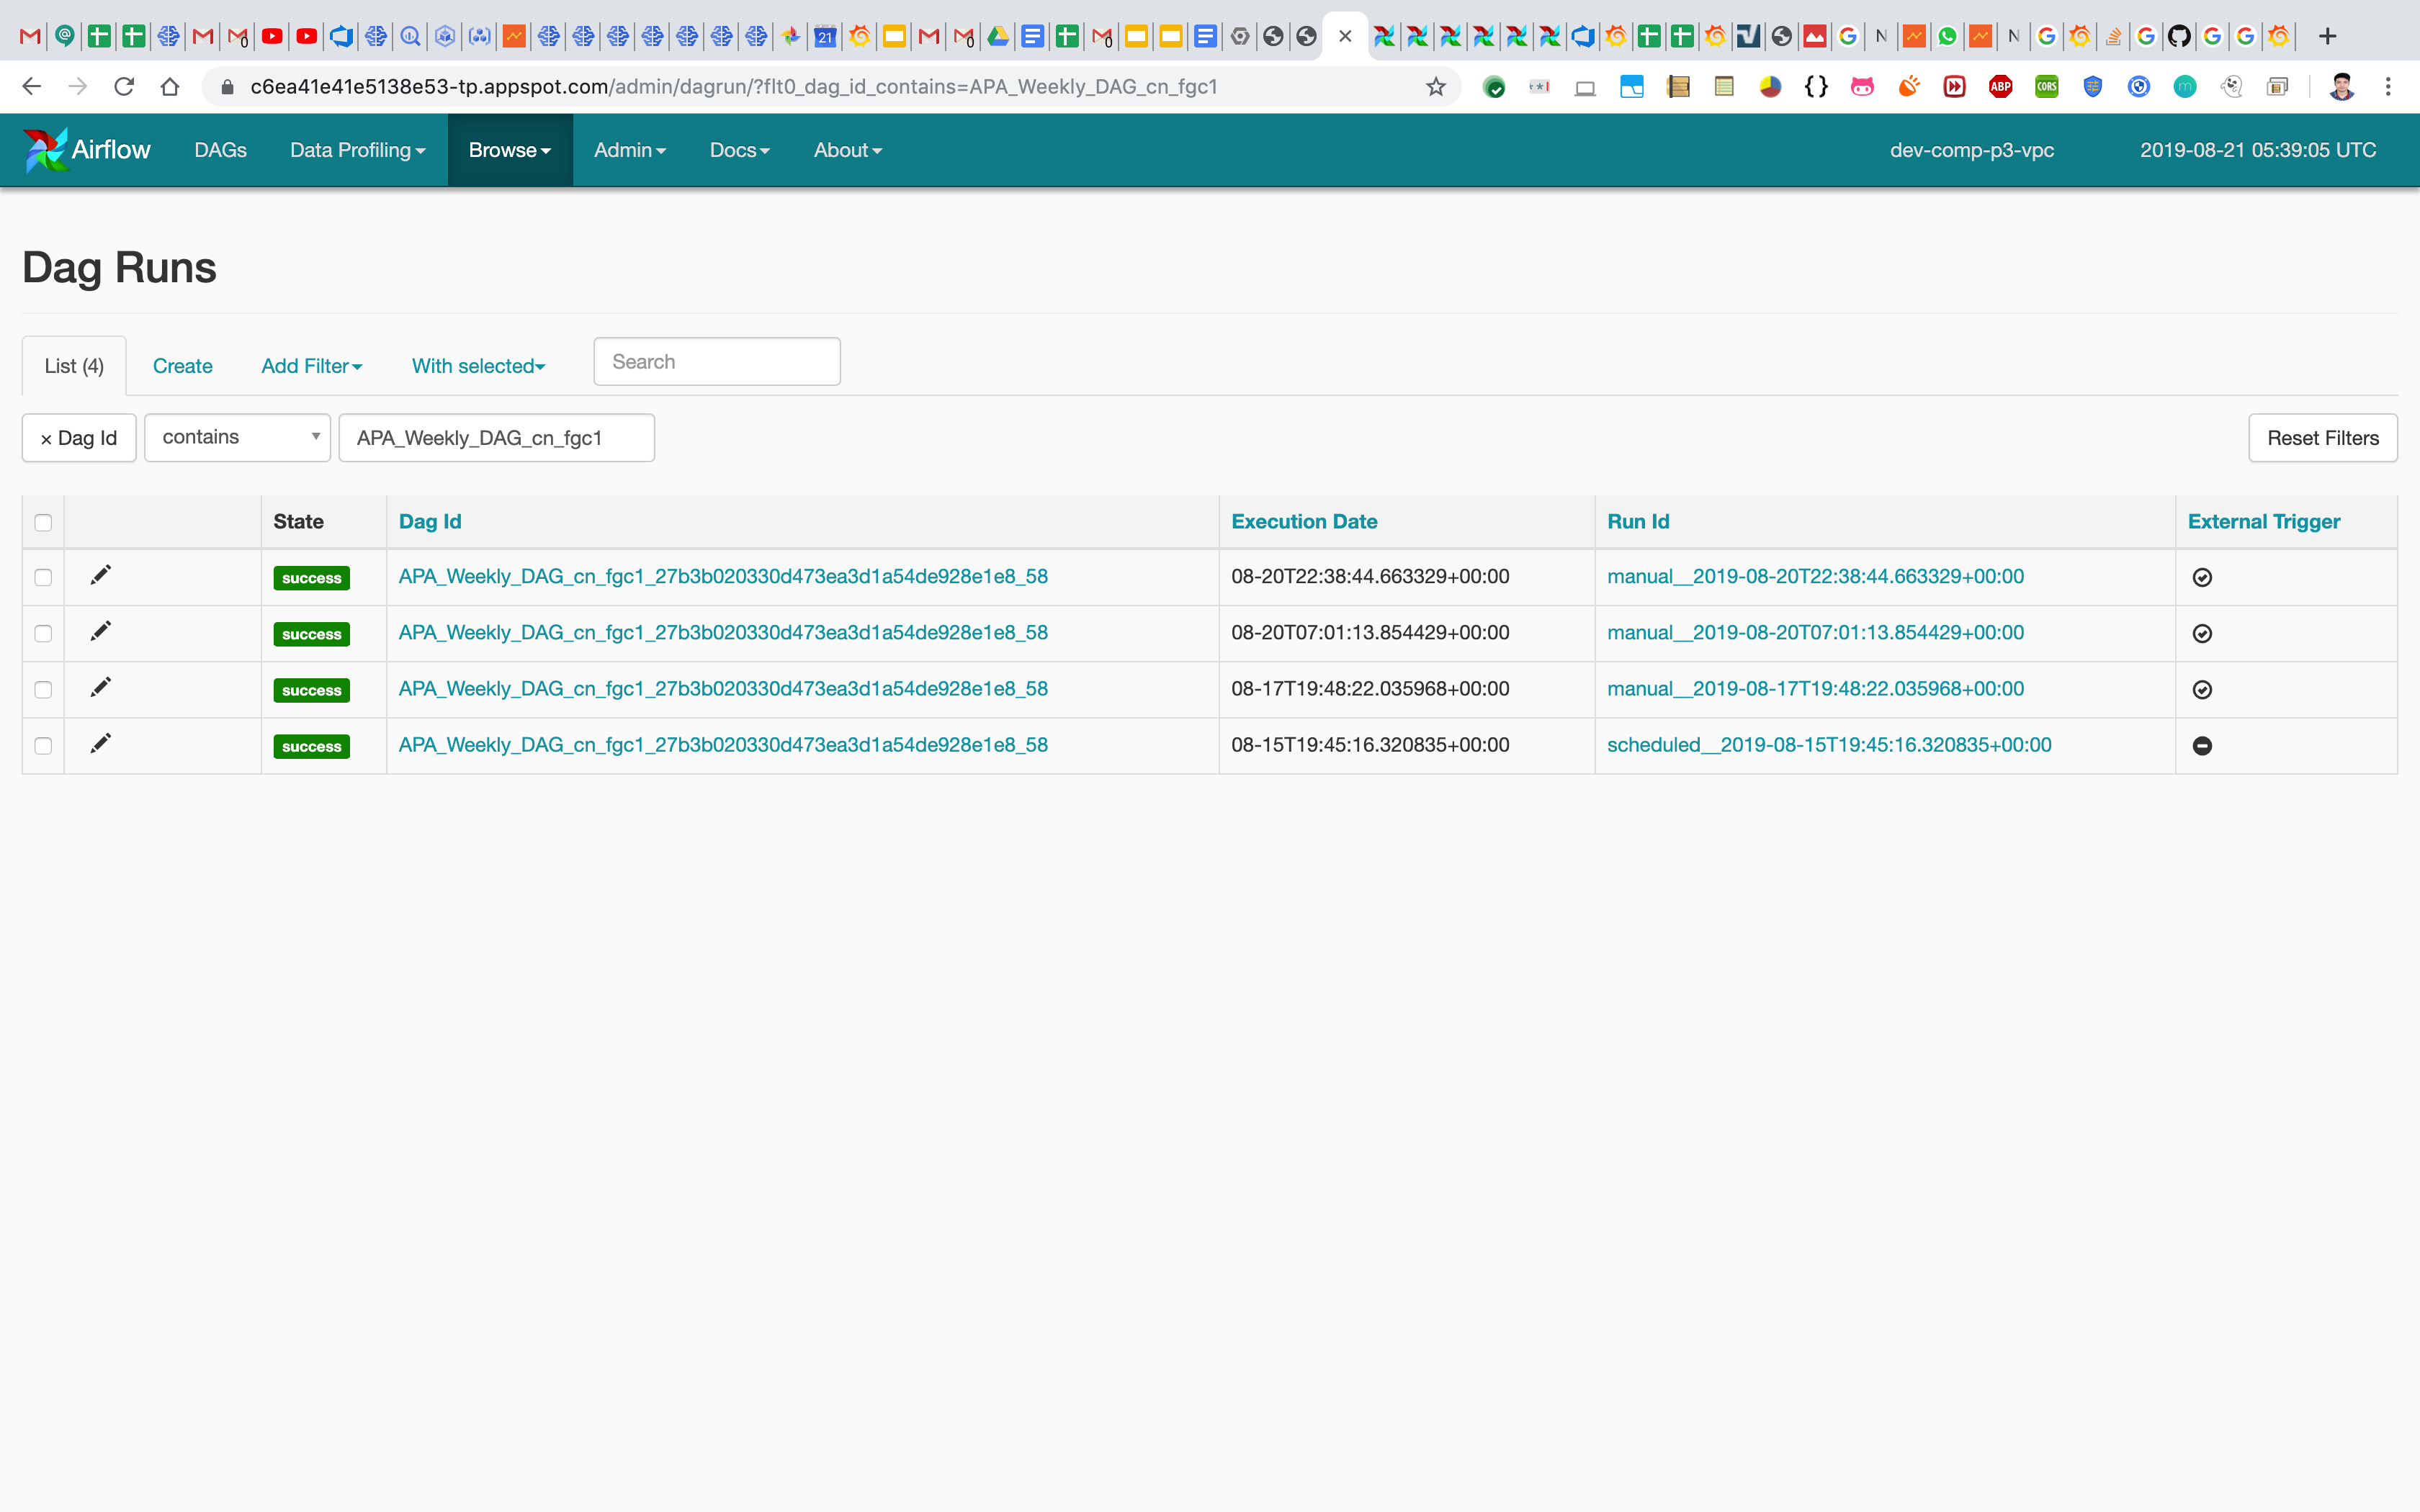 c6ea41e41e5138e53-tp.appspot.com/admin/dagrun/?flt0_dag_id_contains=APA_Weekly_DAG_cn_fgc1
Airflow DAGs Data Profiling Browse Admin Docs About dev-comp-p3-vpc 2019-08-21 05:39:05 UTC
Dag Runs
List (4) Create Add Filter With selected Search
× Dag Id contains APA_Weekly_DAG_cn_fgc1 Reset Filters
State Dag Id Execution Date Run Id External Trigger
success APA_Weekly_DAG_cn_fgc1_27b3b020330d473ea3d1a54de928e1e8_58 08-20T22:38:44.663329+00:00 manual__2019-08-20T22:38:44.663329+00:00
success APA_Weekly_DAG_cn_fgc1_27b3b020330d473ea3d1a54de928e1e8_58 08-20T07:01:13.854429+00:00 manual__2019-08-20T07:01:13.854429+00:00
success APA_Weekly_DAG_cn_fgc1_27b3b020330d473ea3d1a54de928e1e8_58 08-17T19:48:22.035968+00:00 manual__2019-08-17T19:48:22.035968+00:00
success APA_Weekly_DAG_cn_fgc1_27b3b020330d473ea3d1a54de928e1e8_58 08-15T19:45:16.320835+00:00 scheduled__2019-08-15T19:45:16.320835+00:00